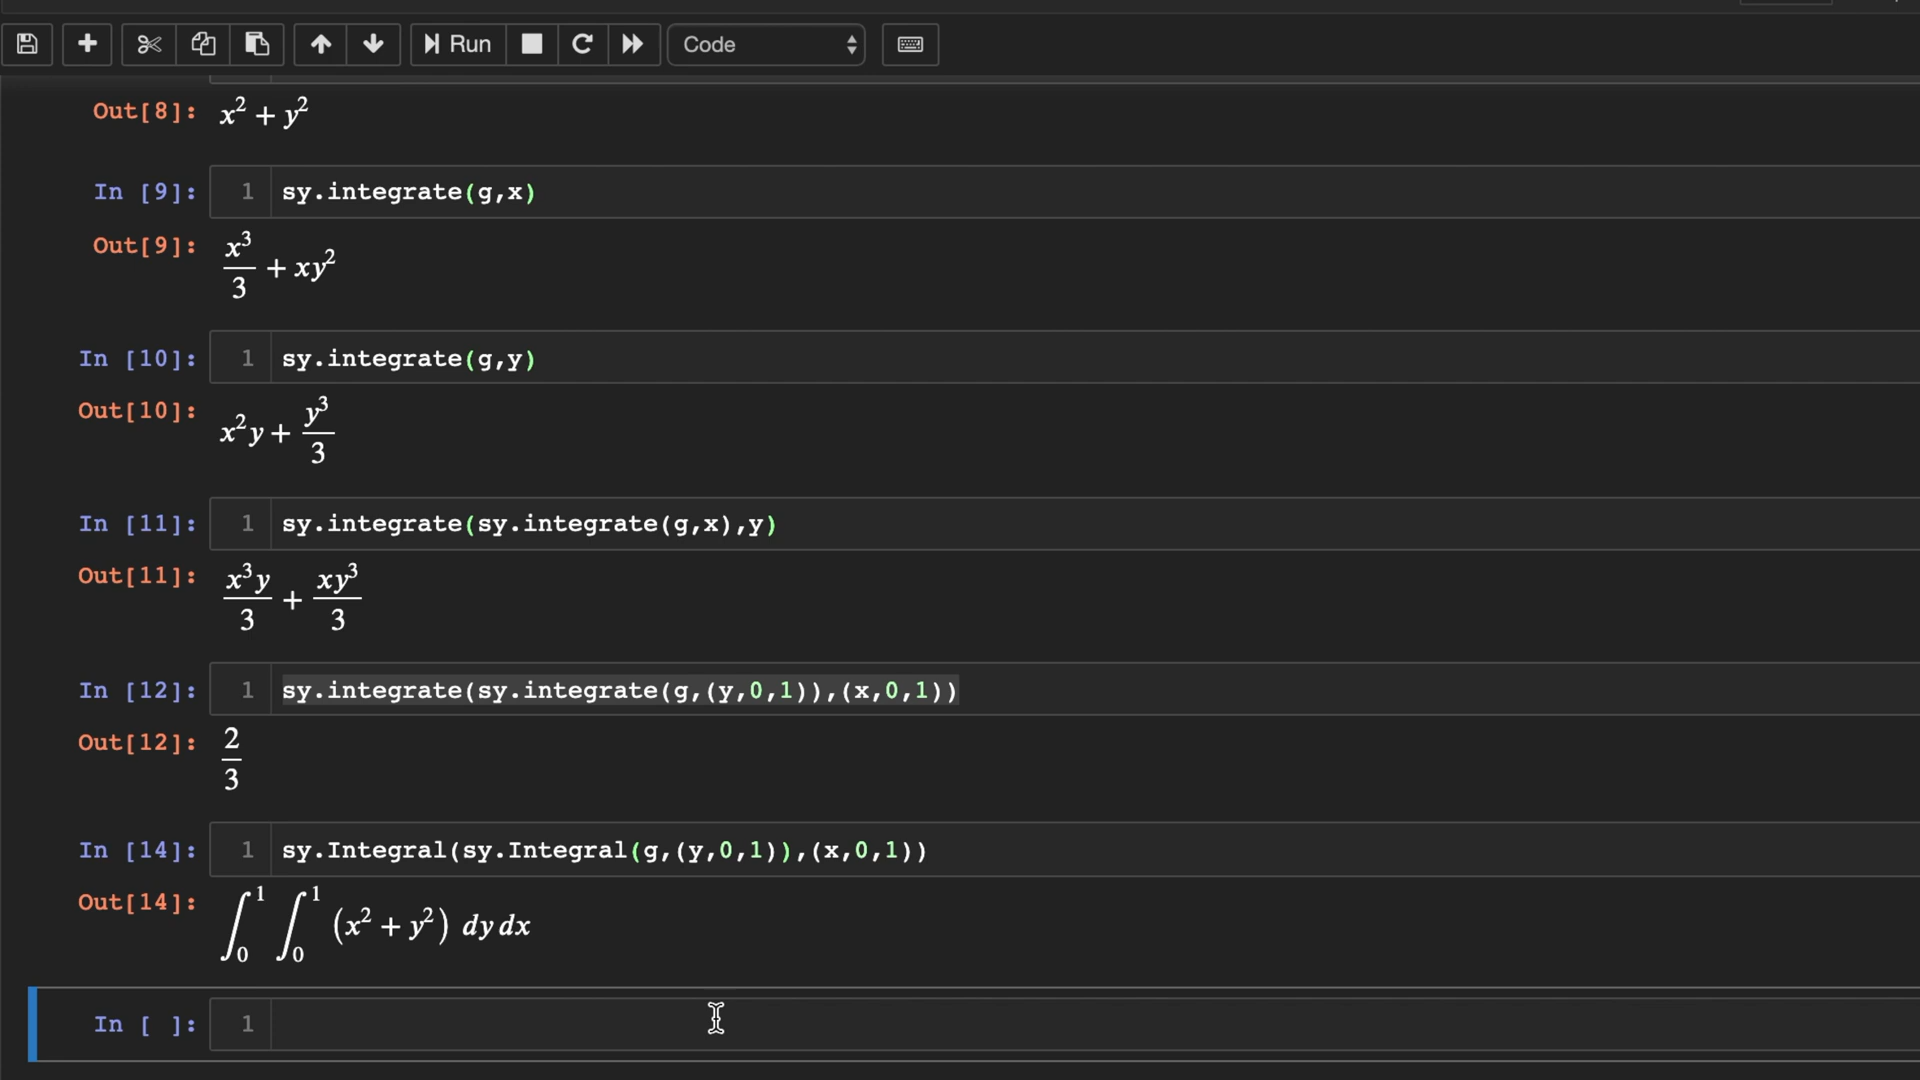 Run Code
Out[8]: x² + y²
In [9]: 1 sy.integrate(g,x)
Out[9]: x³/3 + xy²
In [10]: 1 sy.integrate(g,y)
Out[10]: x²y + y³/3
In [11]: 1 sy.integrate(sy.integrate(g,x),y)
Out[11]: x³y/3 + xy³/3
In [12]: 1 sy.integrate(sy.integrate(g,(y,0,1)),(x,0,1))
Out[12]: 2/3
In [14]: 1 sy.Integral(sy.Integral(g,(y,0,1)),(x,0,1))
Out[14]: ∫₀¹ ∫₀¹ (x² + y²) dy dx
In [ ]: 1